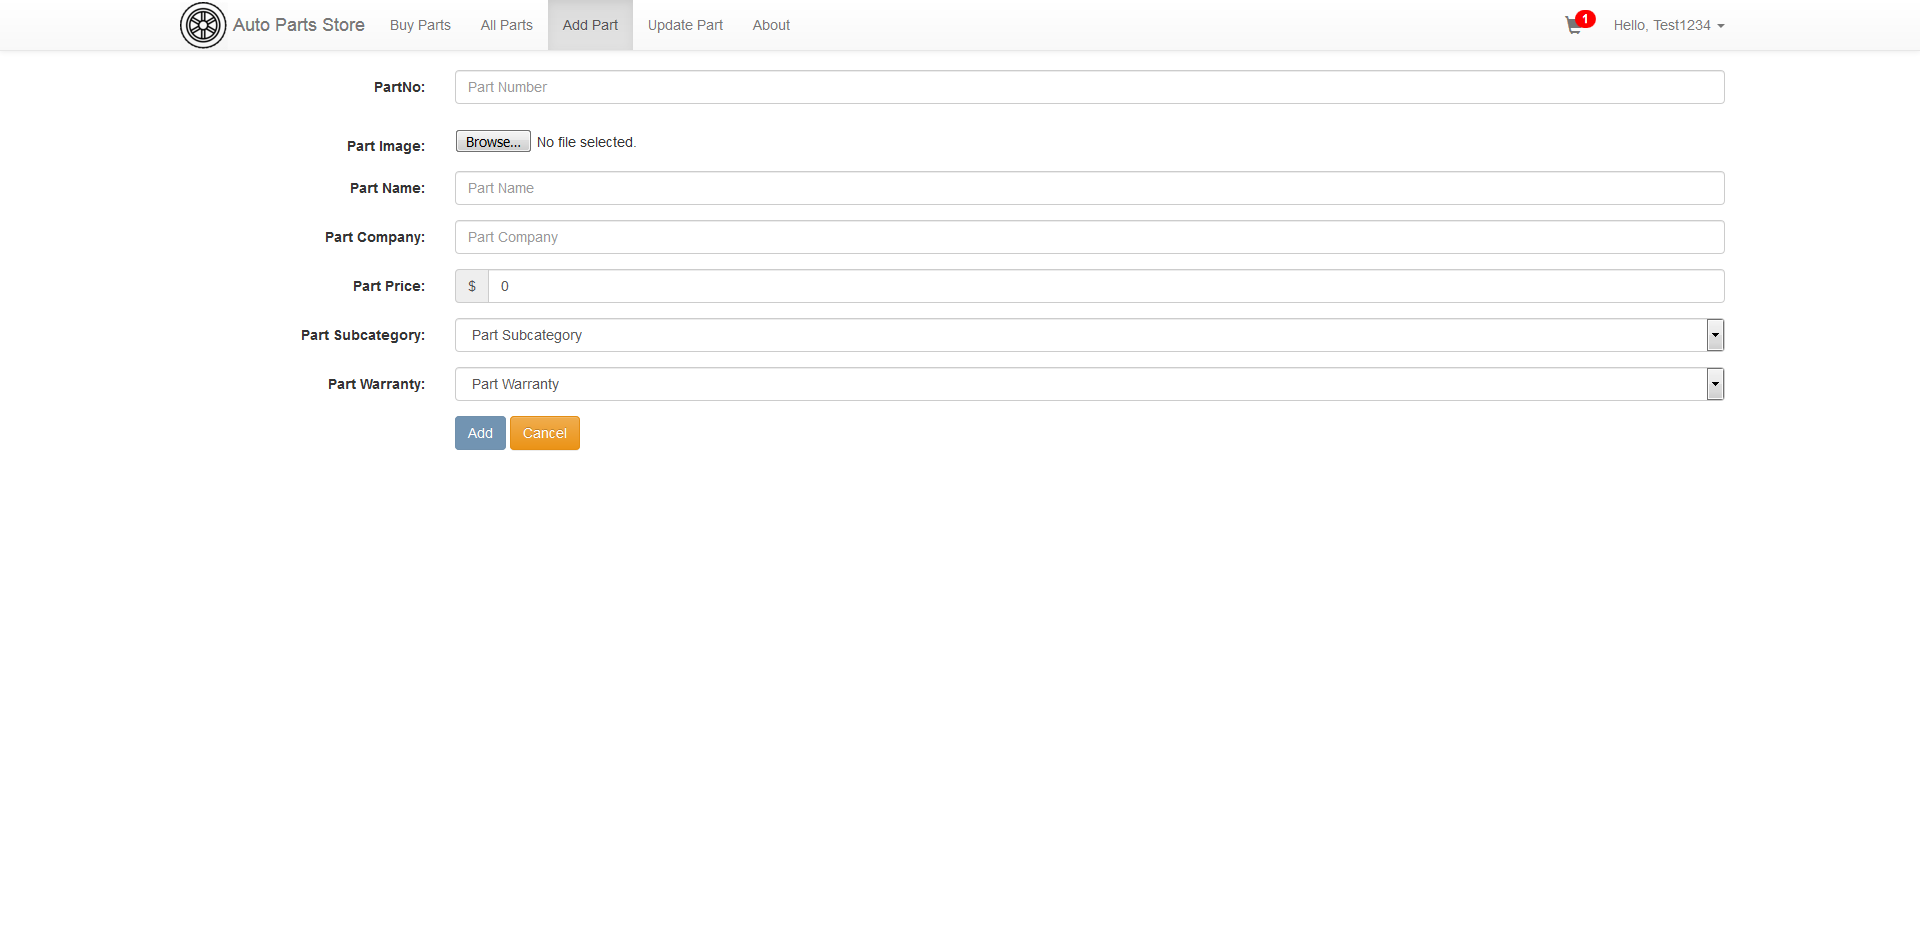 Auto Parts Store Buy Parts All Parts Add Part Update Part About 1 Hello, Test1234
PartNo: Part Number
Part Image: Browse... No file selected.
Part Name: Part Name
Part Company: Part Company
Part Price: $ 0
Part Subcategory: Part Subcategory
Part Warranty: Part Warranty
Add Cancel